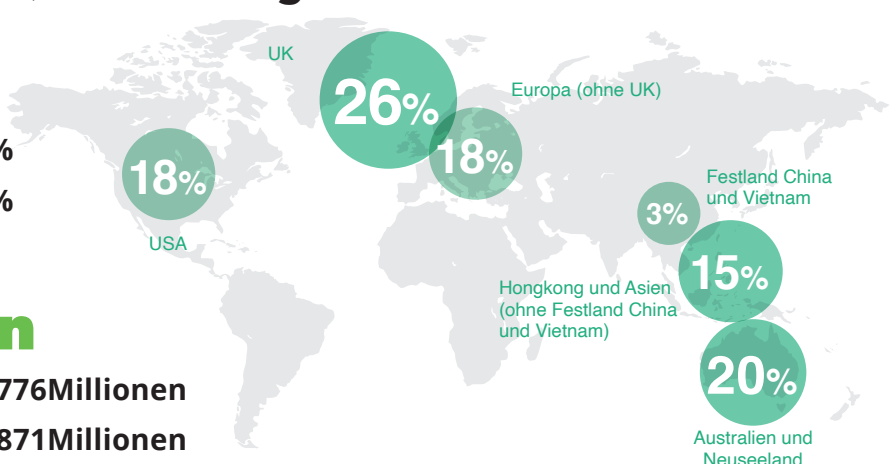 UK
26%
Europa (ohne UK)
18%
%
18%
%
Festland China
und Vietnam
3%
USA
15%
Hongkong und Asien
(ohne Festland China
und Vietnam)
n
20%
776Millionen
871Millionen
Australien und
Neuseeland